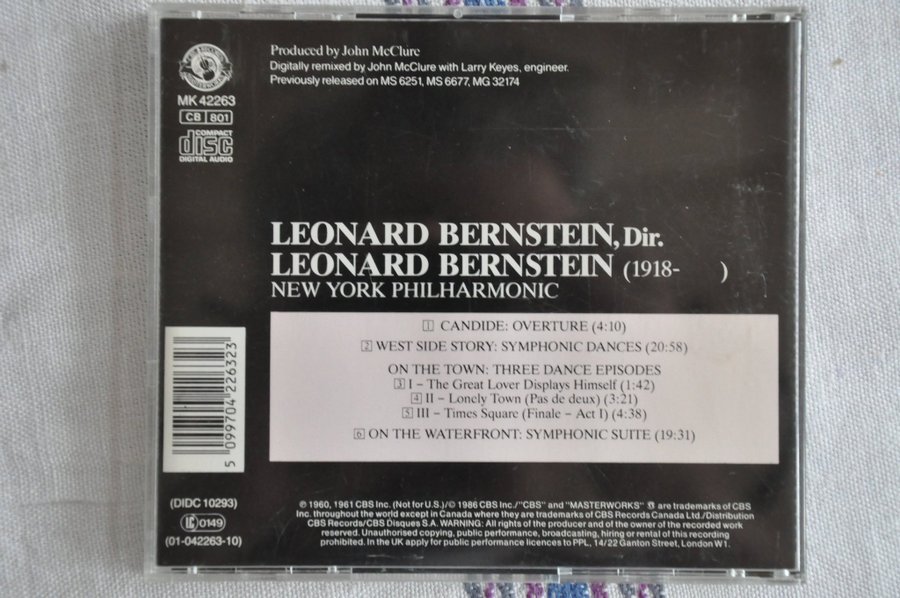 MK 42263
CB 801
COMPACT
disc
DIGITAL AUDIO
Produced by John McClure
Digitally remixed by John McClure with Larry Keyes, engineer.
Previously released on MS 6251, MS 6677, MG 32174
LEONARD BERNSTEIN, Dir.
LEONARD BERNSTEIN (1918- )
NEW YORK PHILHARMONIC
1 CANDIDE: OVERTURE (4:10)
2 WEST SIDE STORY: SYMPHONIC DANCES (20:58)
ON THE TOWN: THREE DANCE EPISODES
3 I – The Great Lover Displays Himself (1:42)
4 II – Lonely Town (Pas de deux) (3:21)
5 III – Times Square (Finale – Act I) (4:38)
6 ON THE WATERFRONT: SYMPHONIC SUITE (19:31)
5 099704 226323
(DIDC 10293)
LC 0149
(01-042263-10)
℗ 1960, 1961 CBS Inc. (Not for U.S.)/© 1986 CBS Inc./"CBS" and "MASTERWORKS" are trademarks of CBS
Inc. throughout the world except in Canada where they are trademarks of CBS Records Canada Ltd./Distribution
CBS Records/CBS Disques S.A. WARNING: All rights of the producer and of the owner of the recorded work
reserved. Unauthorised copying, public performance, broadcasting, hiring or rental of this recording
prohibited. In the UK apply for public performance licences to PPL, 14/22 Ganton Street, London W1.